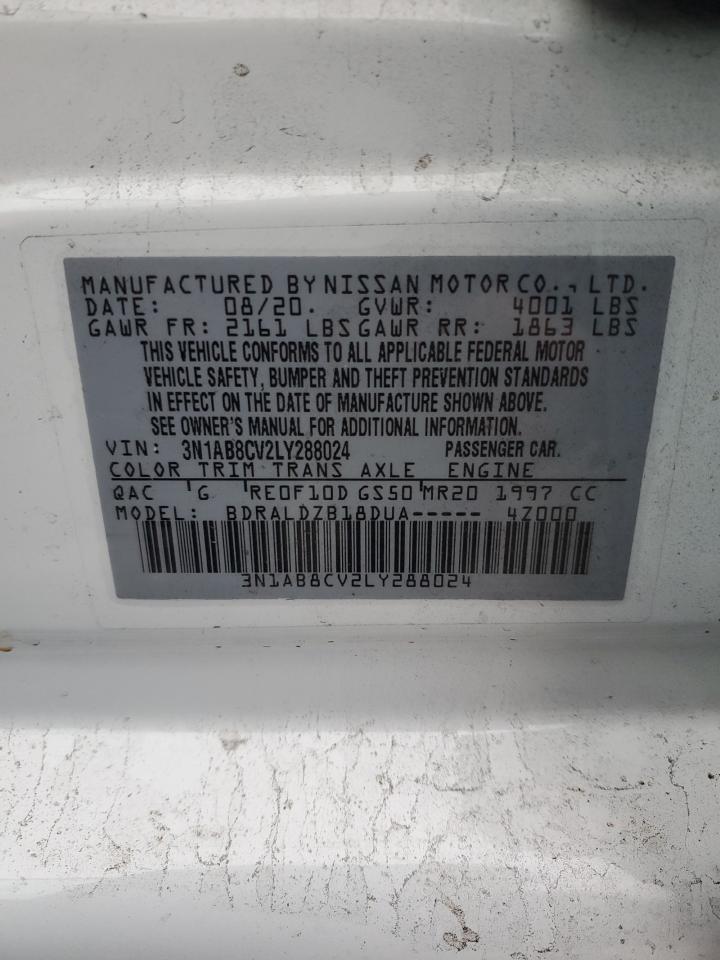 MANUFACTURED BY NISSAN MOTOR CO., LTD.
DATE: 08/20. GVWR: 4001 LBS
GAWR FR: 2161 LBS GAWR RR: 1863 LBS
THIS VEHICLE CONFORMS TO ALL APPLICABLE FEDERAL MOTOR
VEHICLE SAFETY, BUMPER AND THEFT PREVENTION STANDARDS
IN EFFECT ON THE DATE OF MANUFACTURE SHOWN ABOVE.
SEE OWNER'S MANUAL FOR ADDITIONAL INFORMATION.
VIN: 3N1AB8CV2LY288024 PASSENGER CAR.
COLOR TRIM TRANS AXLE ENGINE
QAC G RE0F10D GS50 MR20 1997 CC
MODEL: BDRALDZB18DUA----- 4Z000
3N1AB8CV2LY288024